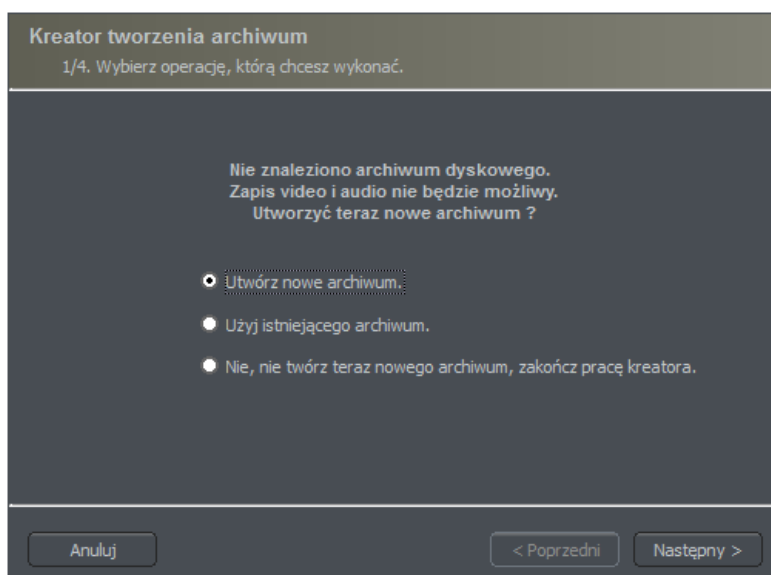 Kreator tworzenia archiwum
1/4. Wybierz operację, którą chcesz wykonać.
Nie znaleziono archiwum dyskowego.
Zapis video i audio nie będzie możliwy.
Utworzyć teraz nowe archiwum ?
Utwórz nowe archiwum.
Użyj istniejącego archiwum.
Nie, nie twórz teraz nowego archiwum, zakończ pracę kreatora.
Anuluj
< Poprzedni
Następny >